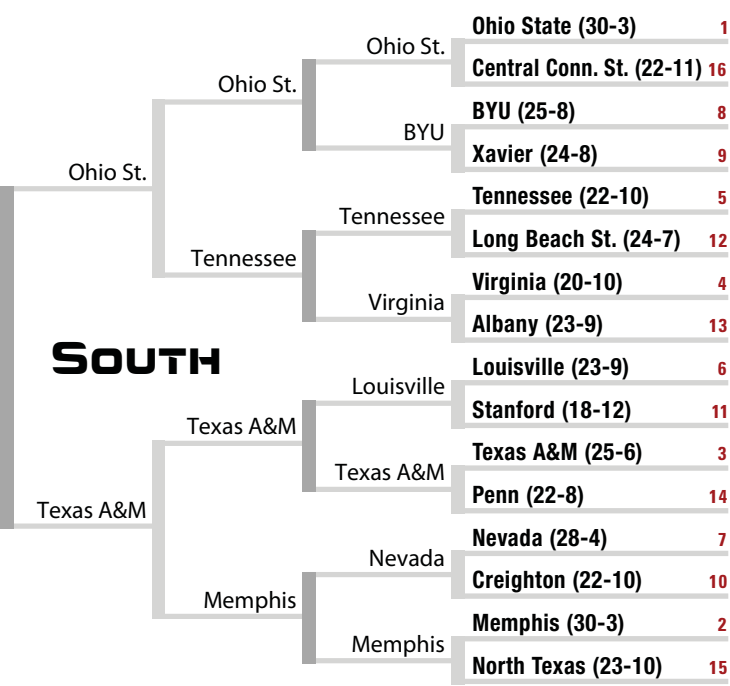 Ohio State (30-3) 1
Ohio St.
Central Conn. St. (22-11) 16
Ohio St.
BYU (25-8) 8
BYU
Xavier (24-8) 9
Ohio St.
Tennessee (22-10) 5
Tennessee
Long Beach St. (24-7) 12
Tennessee
Virginia (20-10) 4
Virginia
Albany (23-9) 13
SOUTH
Louisville (23-9) 6
Louisville
Stanford (18-12) 11
Texas A&M
Texas A&M (25-6) 3
Texas A&M
Penn (22-8) 14
Texas A&M
Nevada (28-4) 7
Nevada
Creighton (22-10) 10
Memphis
Memphis (30-3) 2
Memphis
North Texas (23-10) 15